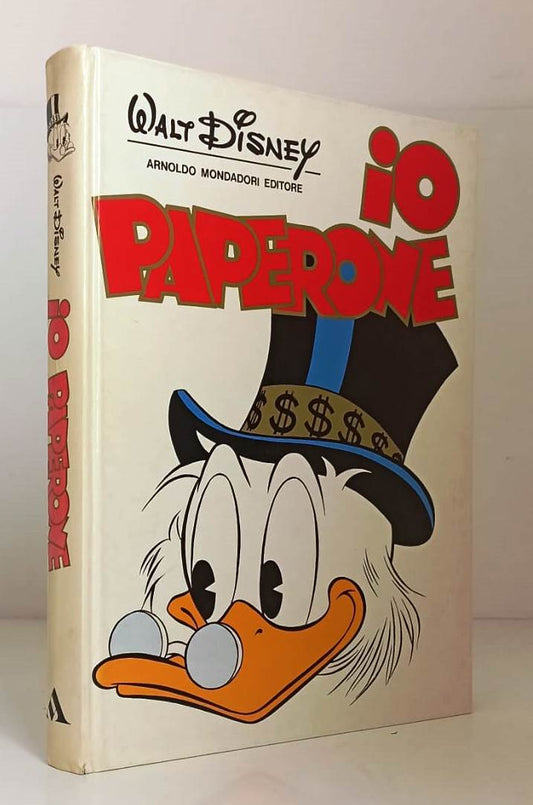 WALT DISNEY
ARNOLDO MONDADORI EDITORE
io
PAPERONE
$ $ $ $ $ $
WALT DISNEY
io PAPERONE